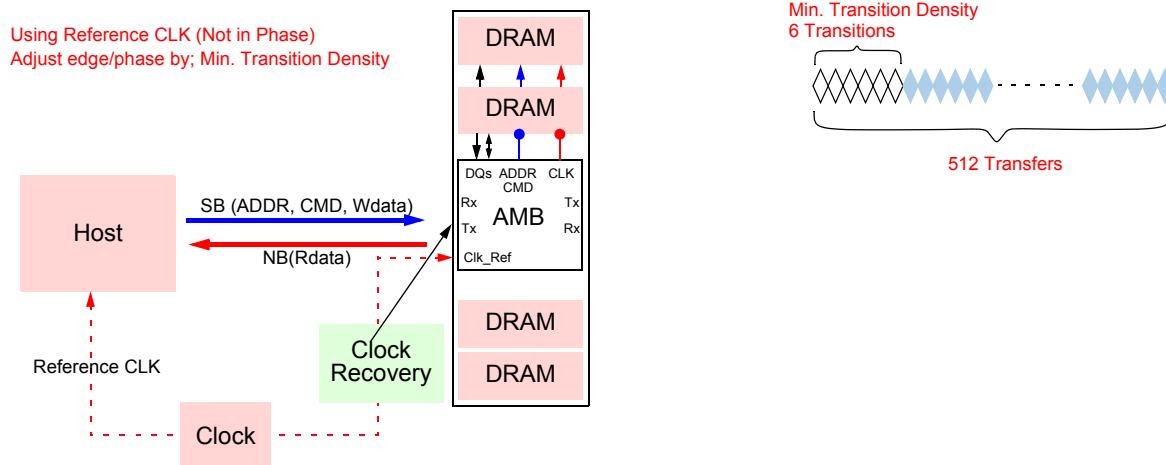 Using Reference CLK (Not in Phase)
Adjust edge/phase by; Min. Transition Density
DRAM
DRAM
DQs ADDR CLK
CMD
Rx Tx
AMB
Tx Rx
Clk_Ref
DRAM
DRAM
Host
SB (ADDR, CMD, Wdata)
NB(Rdata)
Reference CLK
Clock
Recovery
Clock
Min. Transition Density
6 Transitions
512 Transfers